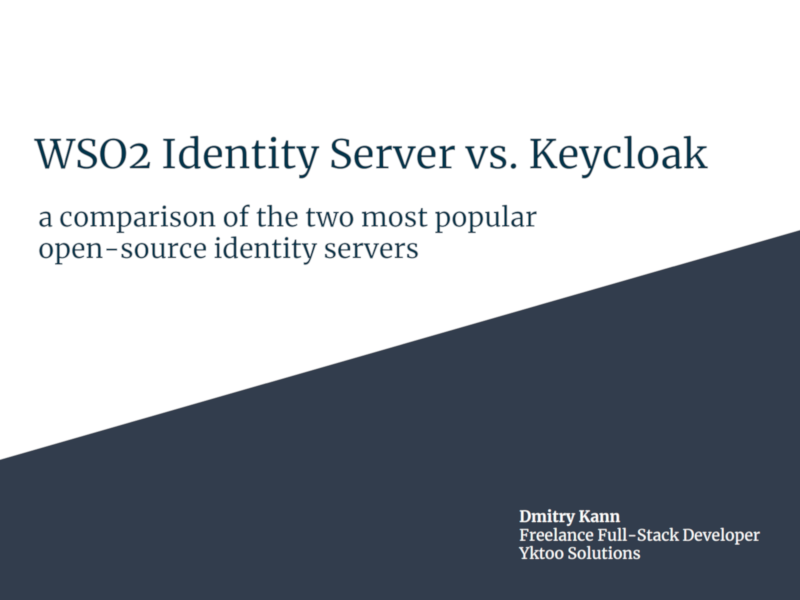 WSO2 Identity Server vs. Keycloak
a comparison of the two most popular
open-source identity servers
Dmitry Kann
Freelance Full-Stack Developer
Yktoo Solutions